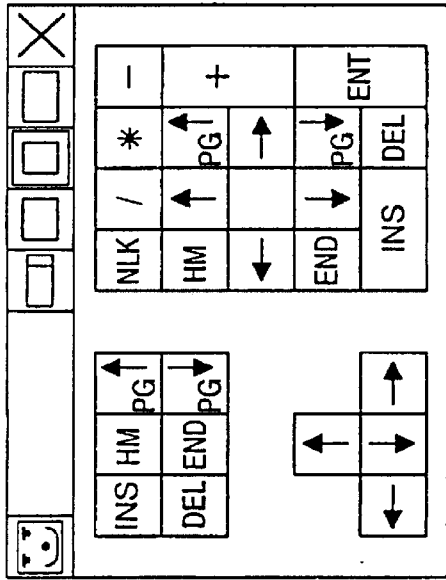 INS HM ↑PG
DEL END ↓PG
↑
← ↓ →
NLK / * −
HM ↑ ↑PG +
← →
END ↓ ↓PG ENT
INS DEL